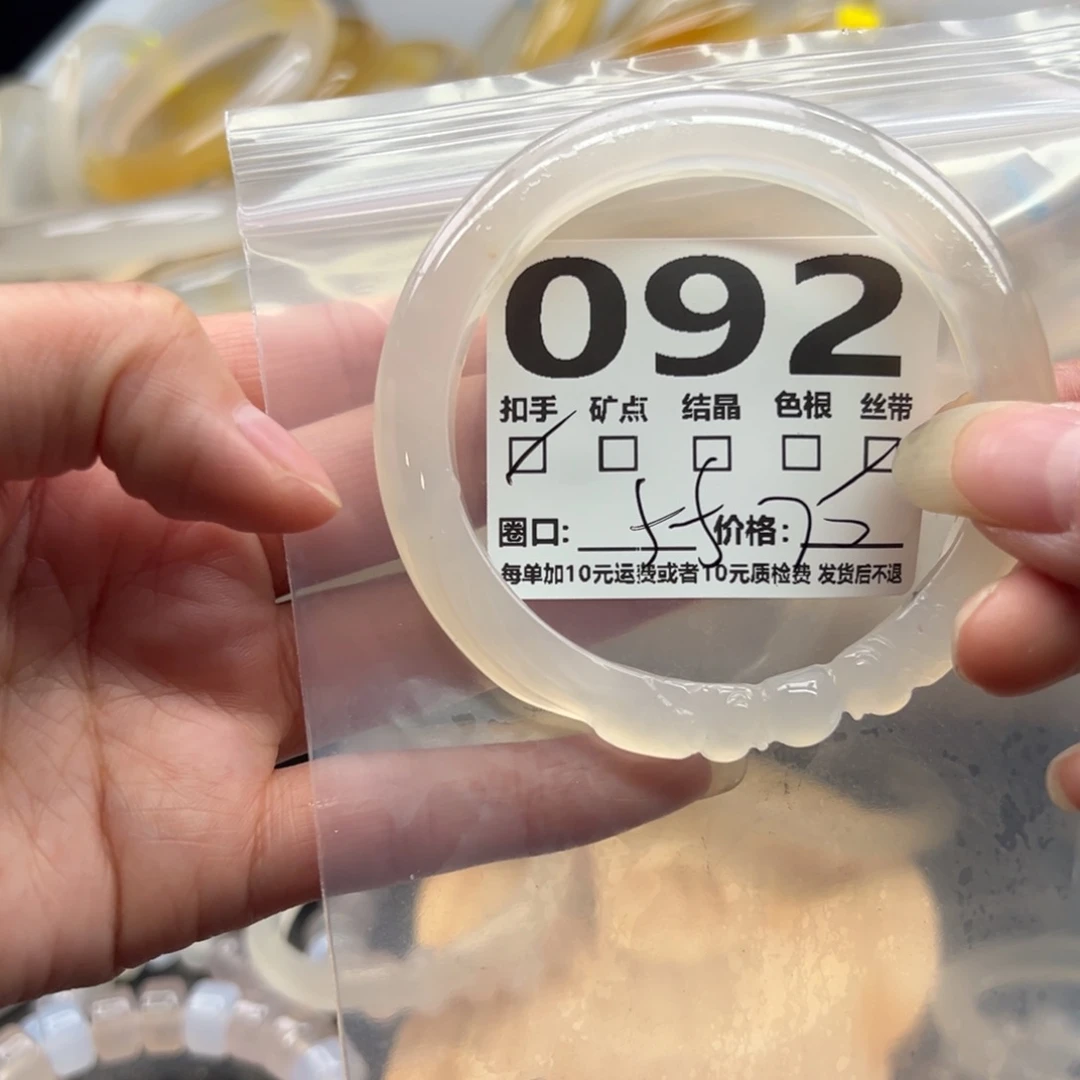 092
扣手 矿点 结晶 色根 丝带
圈口: 价格:
每单加10元运费或者10元质检费 发货后不退